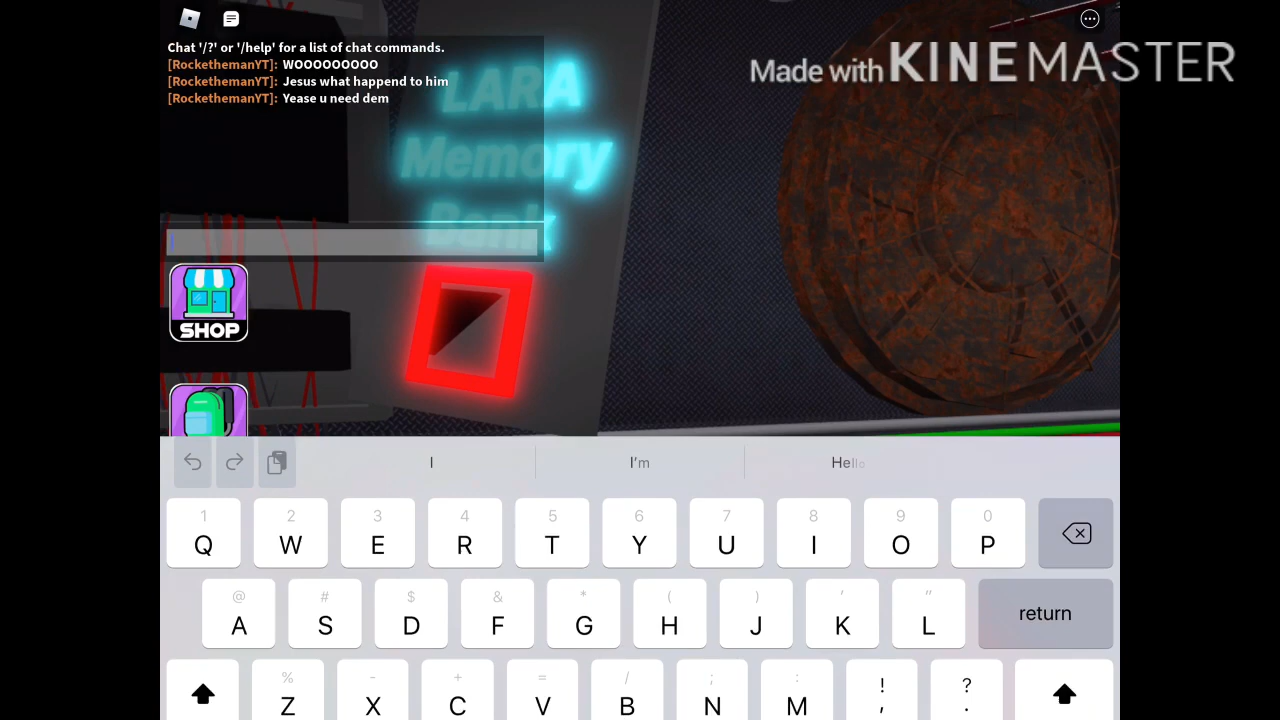 Chat '/?' or '/help' for a list of chat commands.
[RockethemanYT]: WOOOOOOOOO
[RockethemanYT]: Jesus what happend to him
[RockethemanYT]: Yease u need dem
Made with KINEMASTER
LARA
Memory
Bank
SHOP
I I'm Hello
1 2 3 4 5 6 7 8 9 0
Q W E R T Y U I O P
@ # $ & * ( ) ' "
A S D F G H J K L return
% - + = / ; : ! ?
Z X C V B N M , .